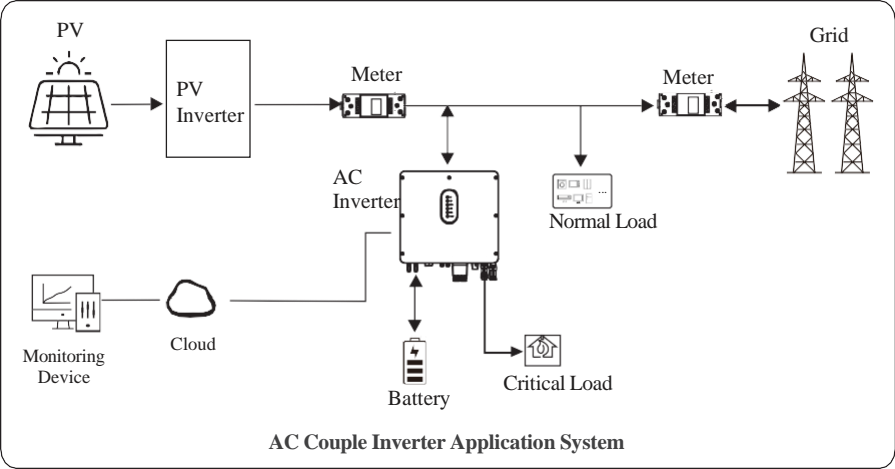 PV
Grid
Meter
Meter
PV
Inverter
AC
Inverter
...
Normal Load
Cloud
Monitoring
Device
Battery
Critical Load
AC Couple Inverter Application System